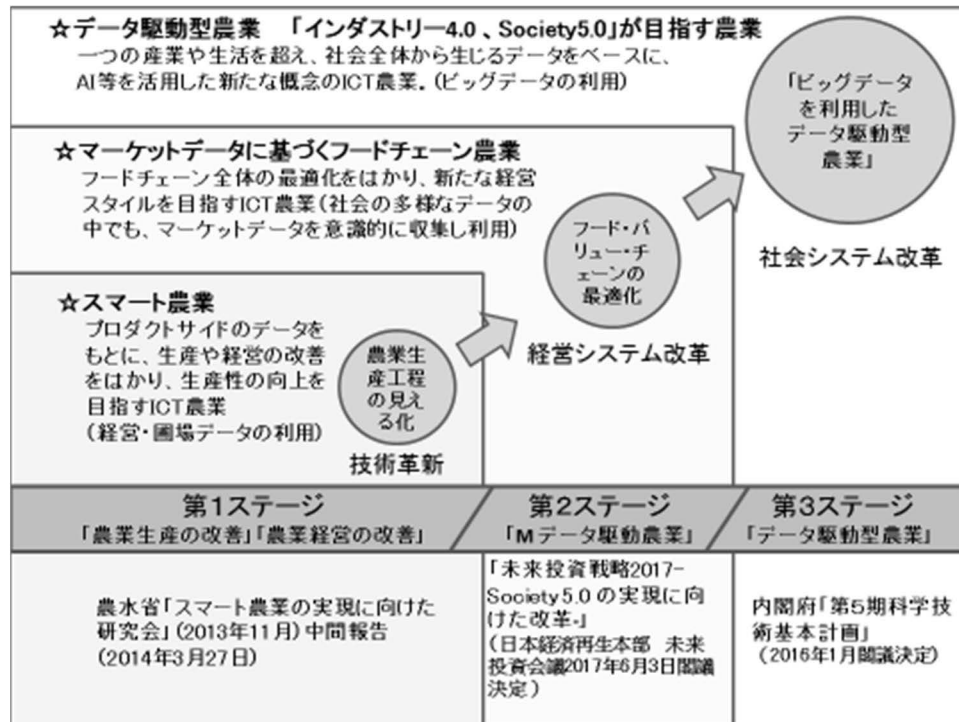 ☆データ駆動型農業 「インダストリー4.0、Society5.0」が目指す農業
一つの産業や生活を超え、社会全体から生じるデータをベースに、
AI等を活用した新たな概念のICT農業。(ビッグデータの利用)
「ビッグデータ
を利用した
データ駆動型
農業」
社会システム改革
☆マーケットデータに基づくフードチェーン農業
フードチェーン全体の最適化をはかり、新たな経営
スタイルを目指すICT農業(社会の多様なデータの
中でも、マーケットデータを意識的に収集し利用)
フード・バ
リュー・チ
ェーンの
最適化
経営システム改革
☆スマート農業
プロダクトサイドのデータを
もとに、生産や経営の改善
をはかり、生産性の向上を
目指すICT農業
(経営・圃場データの利用)
農業生
産工程
の見え
る化
技術革新
第1ステージ
「農業生産の改善」「農業経営の改善」
第2ステージ
「Mデータ駆動農業」
第3ステージ
「データ駆動型農業」
農水省「スマート農業の実現に向けた
研究会」(2013年11月)中間報告
(2014年3月27日)
「未来投資戦略2017-
Society5.0の実現に向
けた改革-」
(日本経済再生本部 未来
投資会議2017年6月3日閣議
決定)
内閣府「第5期科学技
術基本計画」
(2016年1月閣議決定)